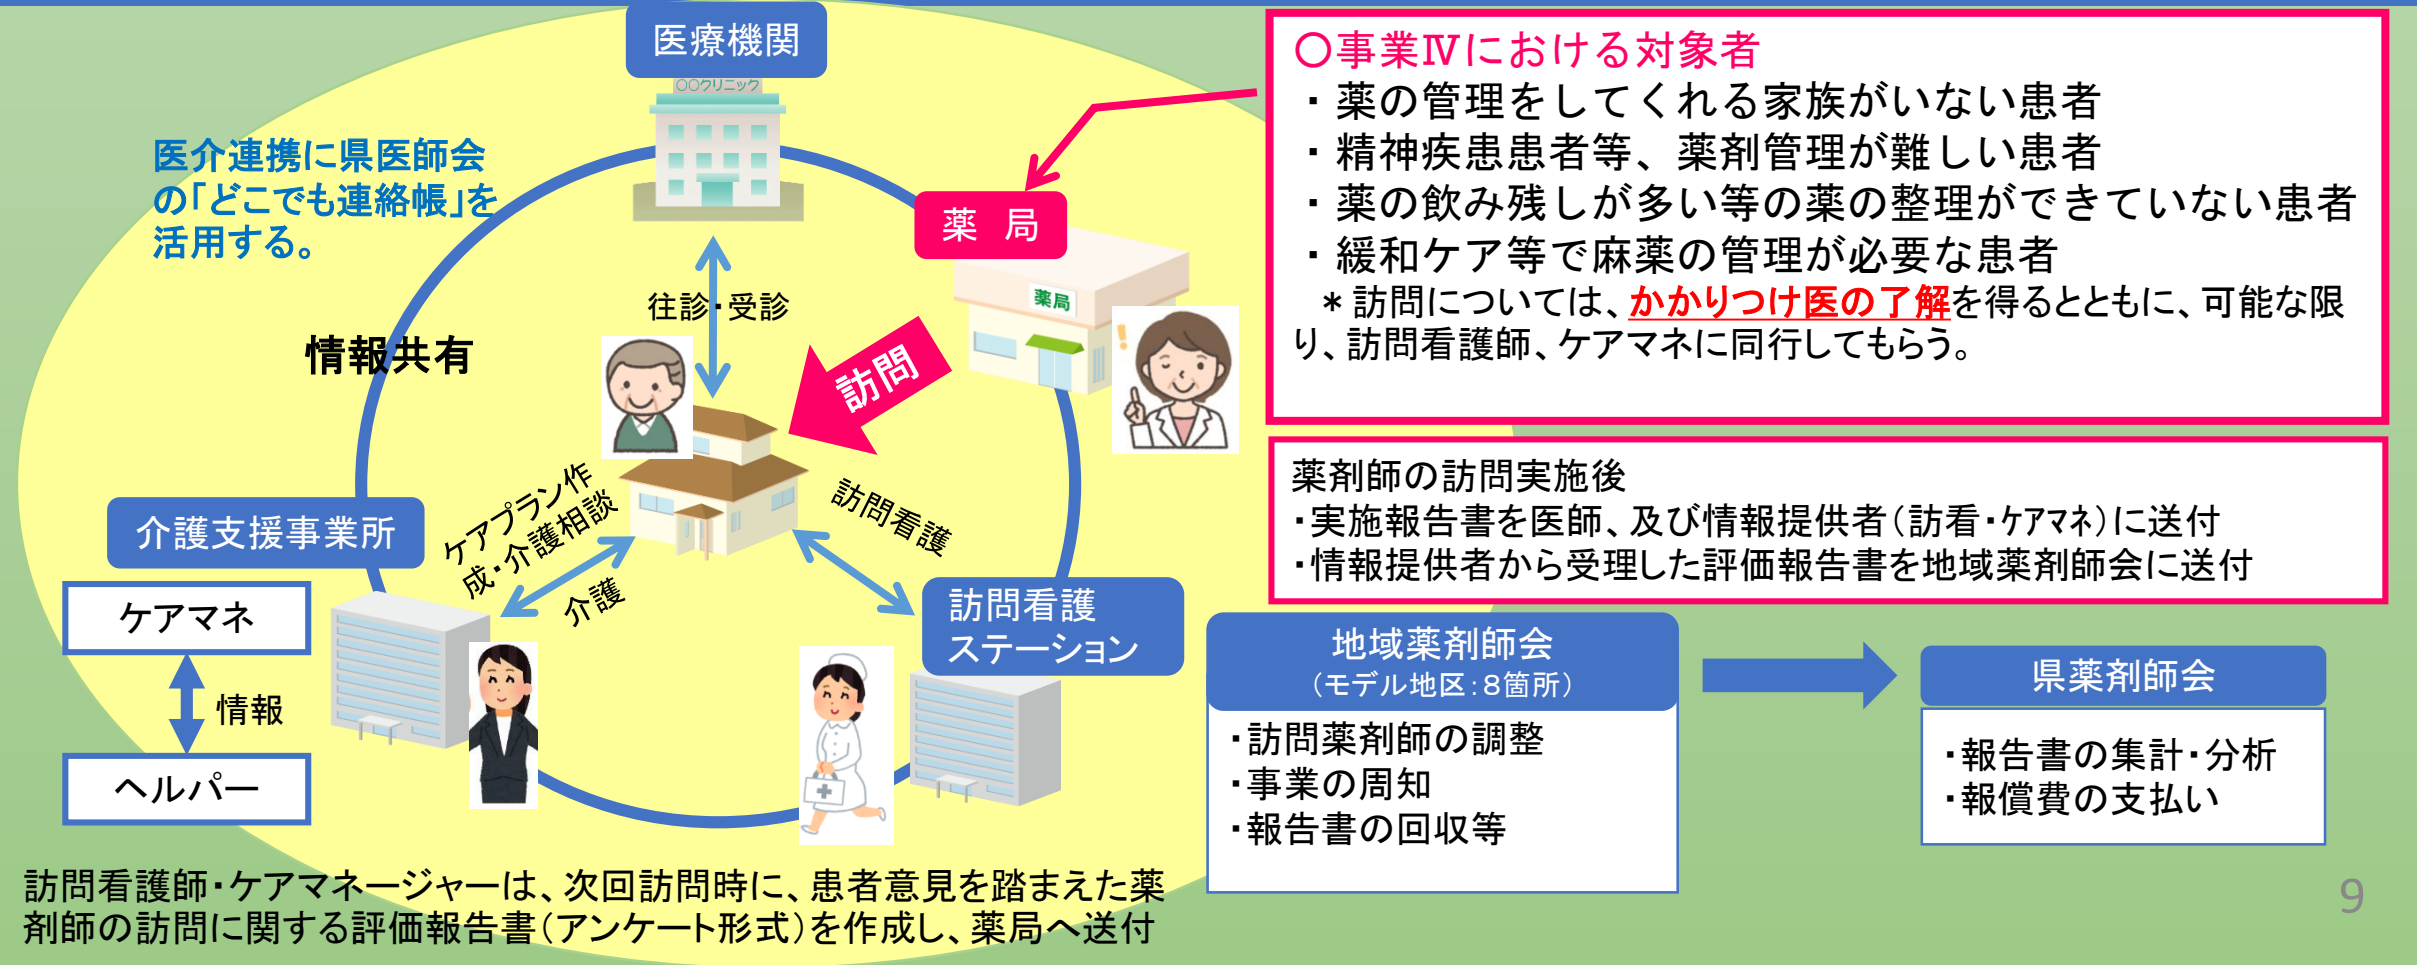 医療機関
〇〇クリニック
医介連携に県医師会
の「どこでも連絡帳」を
活用する。
情報共有
往診・受診
薬 局
薬局
訪問
ケアプラン作
成・介護相談
介護
訪問看護
介護支援事業所
ケアマネ
情報
ヘルパー
訪問看護
ステーション
訪問看護師・ケアマネージャーは、次回訪問時に、患者意見を踏まえた薬
剤師の訪問に関する評価報告書（アンケート形式）を作成し、薬局へ送付
〇事業Ⅳにおける対象者
・薬の管理をしてくれる家族がいない患者
・精神疾患患者等、薬剤管理が難しい患者
・薬の飲み残しが多い等の薬の整理ができていない患者
・緩和ケア等で麻薬の管理が必要な患者
＊訪問については、かかりつけ医の了解を得るとともに、可能な限
り、訪問看護師、ケアマネに同行してもらう。
薬剤師の訪問実施後
・実施報告書を医師、及び情報提供者（訪看・ｹｱﾏﾈ）に送付
・情報提供者から受理した評価報告書を地域薬剤師会に送付
地域薬剤師会
（モデル地区：８箇所）
・訪問薬剤師の調整
・事業の周知
・報告書の回収等
県薬剤師会
・報告書の集計・分析
・報償費の支払い
9